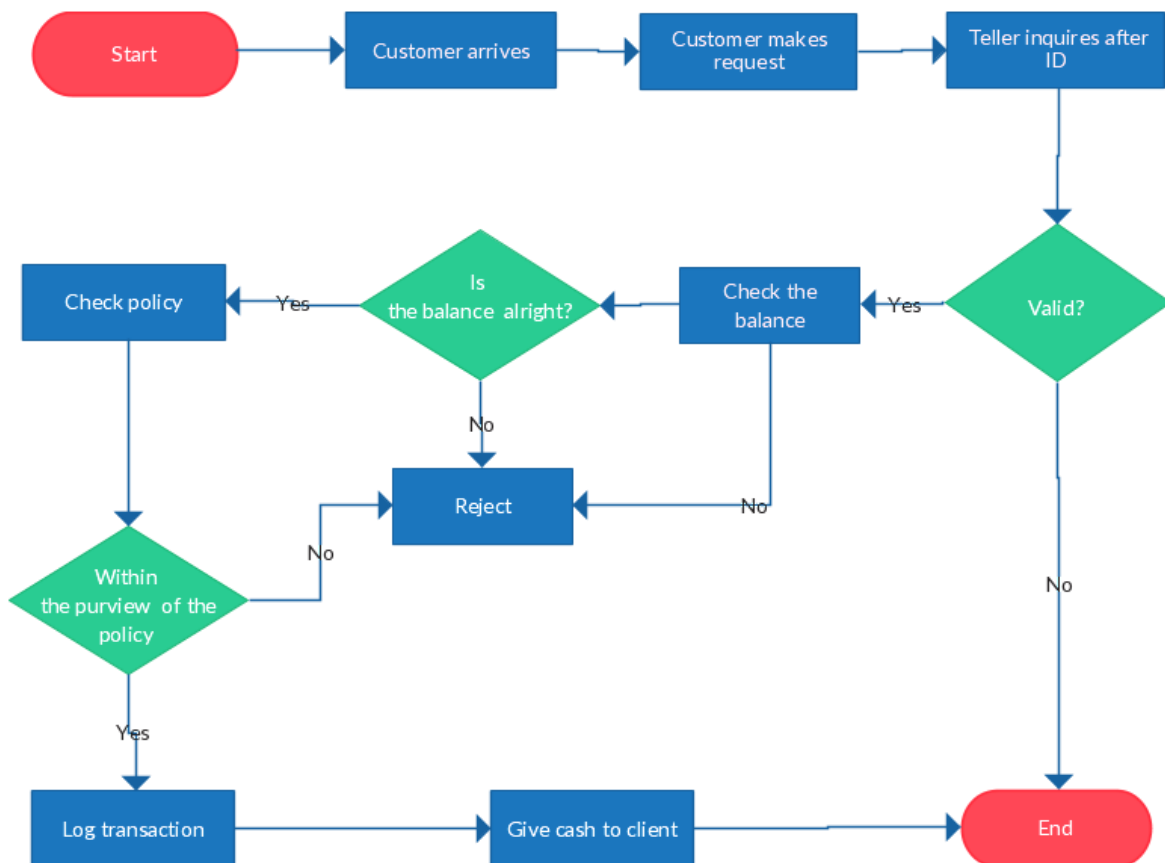 Start
Customer arrives
Customer makes
request
Teller inquires after
ID
Valid?
Yes
Check the
balance
Is
the balance alright?
Yes
Check policy
No
Reject
No
No
Within
the purview of the
policy
No
Yes
Log transaction
Give cash to client
End